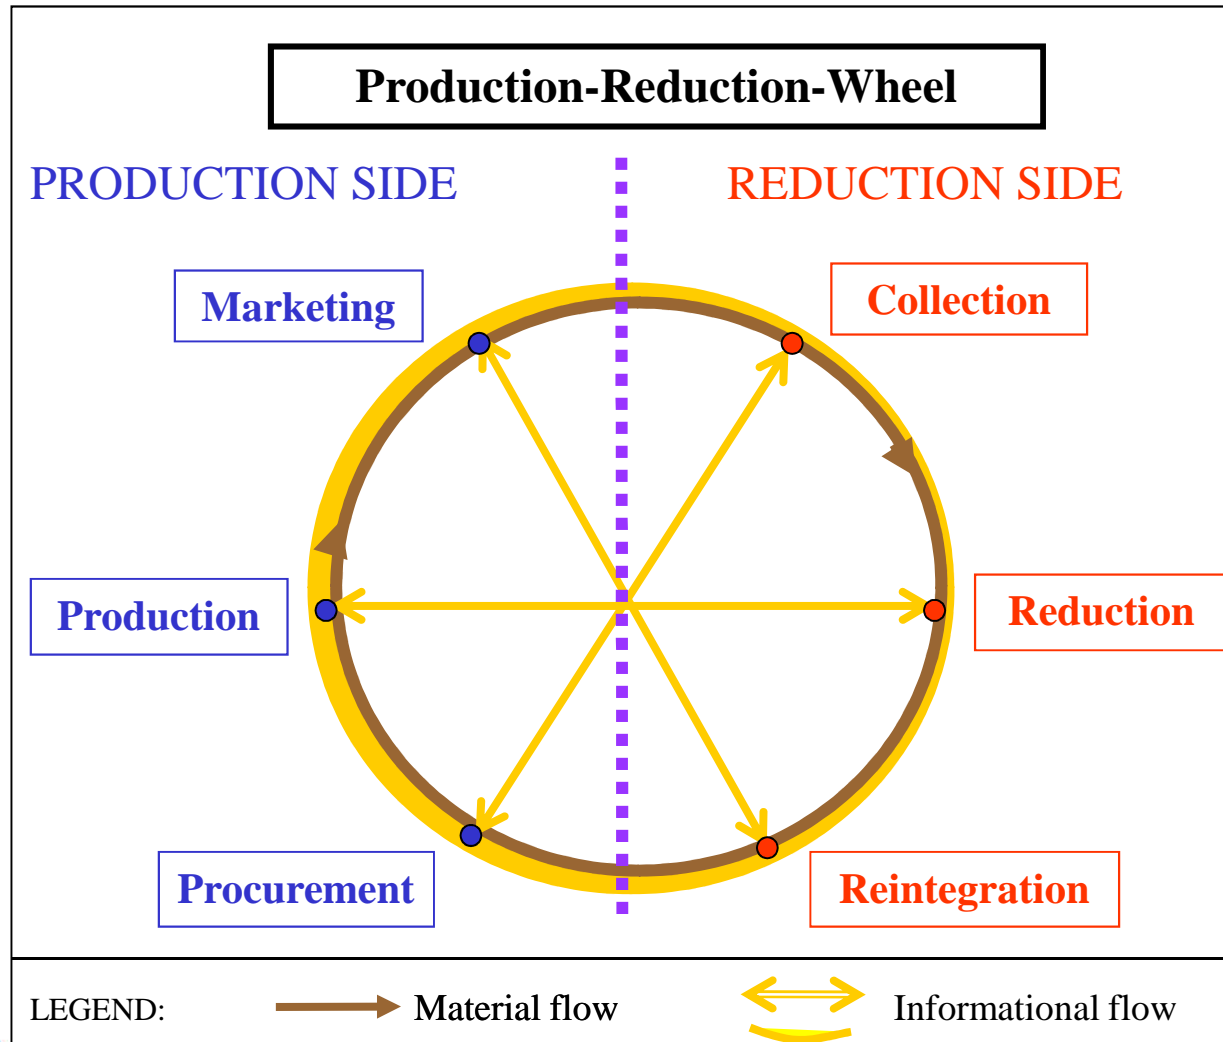 Production-Reduction-Wheel
PRODUCTION SIDE
REDUCTION SIDE
Marketing
Collection
Production
Reduction
Procurement
Reintegration
LEGEND:
Material flow
Informational flow